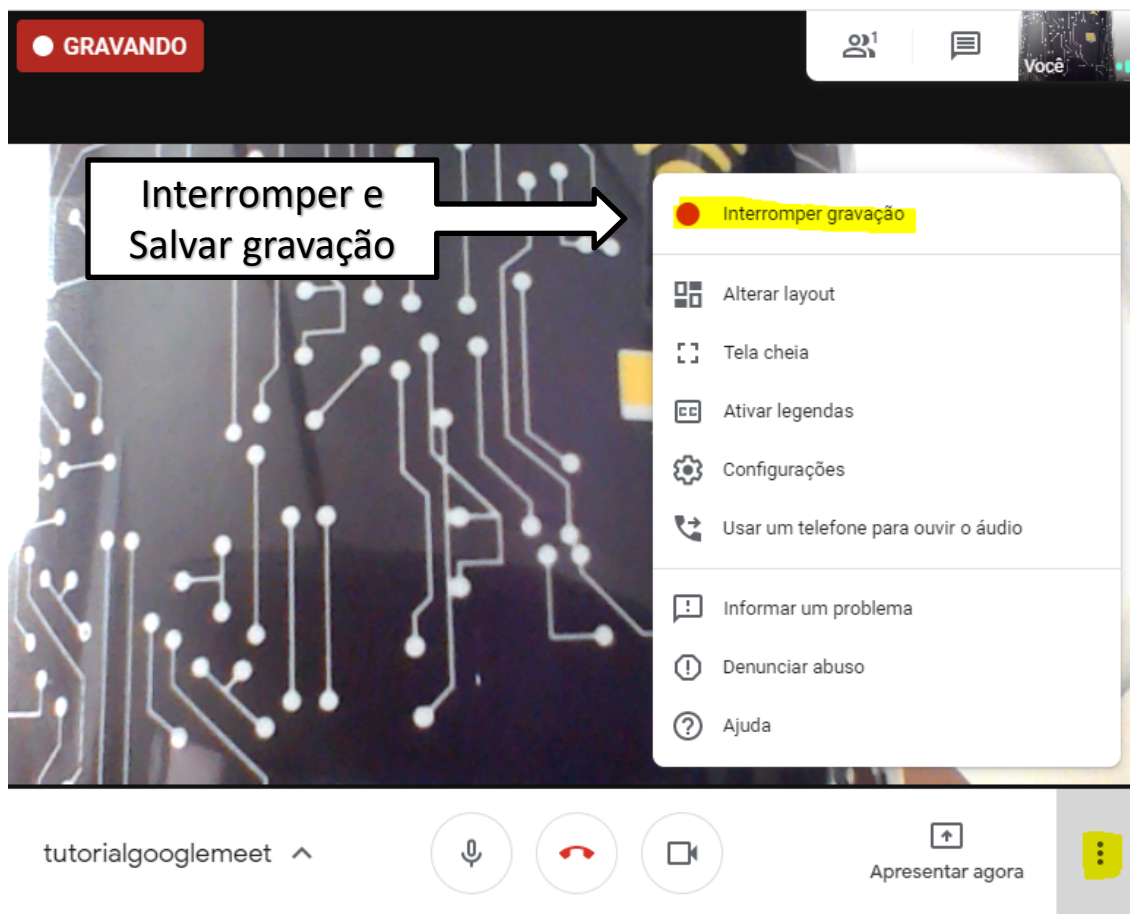 GRAVANDO
1
Você
Interromper e
Salvar gravação
Interromper gravação
Alterar layout
Tela cheia
CC
Ativar legendas
Configurações
Usar um telefone para ouvir o áudio
Informar um problema
Denunciar abuso
Ajuda
tutorialgooglemeet
Apresentar agora